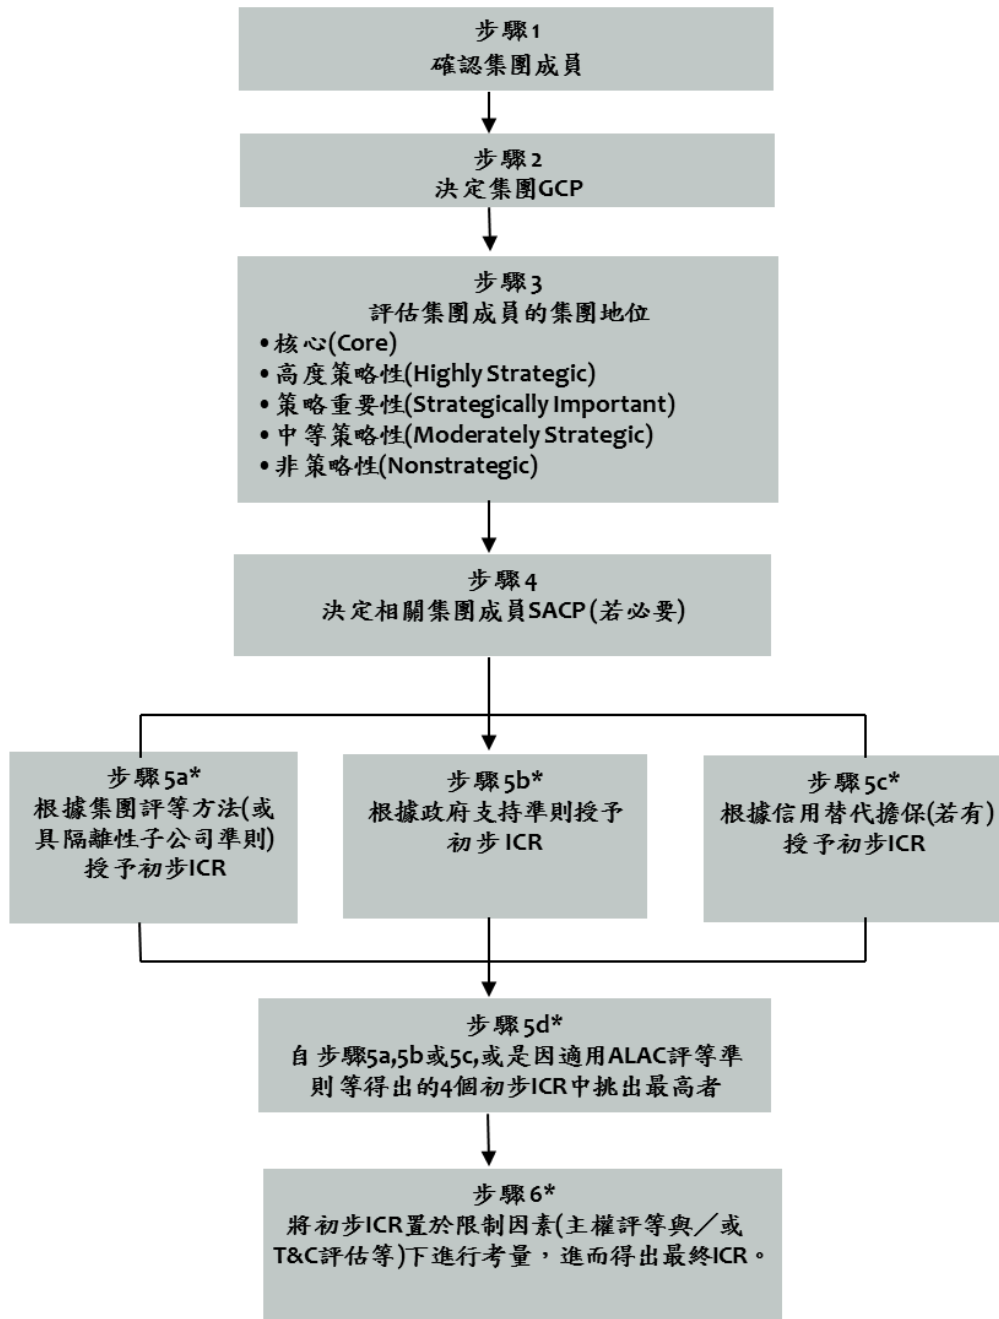 步驟1
確認集團成員
步驟2
決定集團GCP
步驟3
評估集團成員的集團地位
•核心(Core)
•高度策略性(Highly Strategic)
•策略重要性(Strategically Important)
•中等策略性(Moderately Strategic)
•非策略性(Nonstrategic)
步驟4
決定相關集團成員SACP(若必要)
步驟5a*
根據集團評等方法(或
具隔離性子公司準則)
授予初步ICR
步驟5b*
根據政府支持準則授予
初步 ICR
步驟5c*
根據信用替代擔保(若有)
授予初步ICR
步驟5d*
自步驟5a,5b或5c,或是因適用ALAC評等準
則等得出的4個初步ICR中挑出最高者
步驟6*
將初步ICR置於限制因素(主權評等與／或
T&C評估等)下進行考量，進而得出最終ICR。